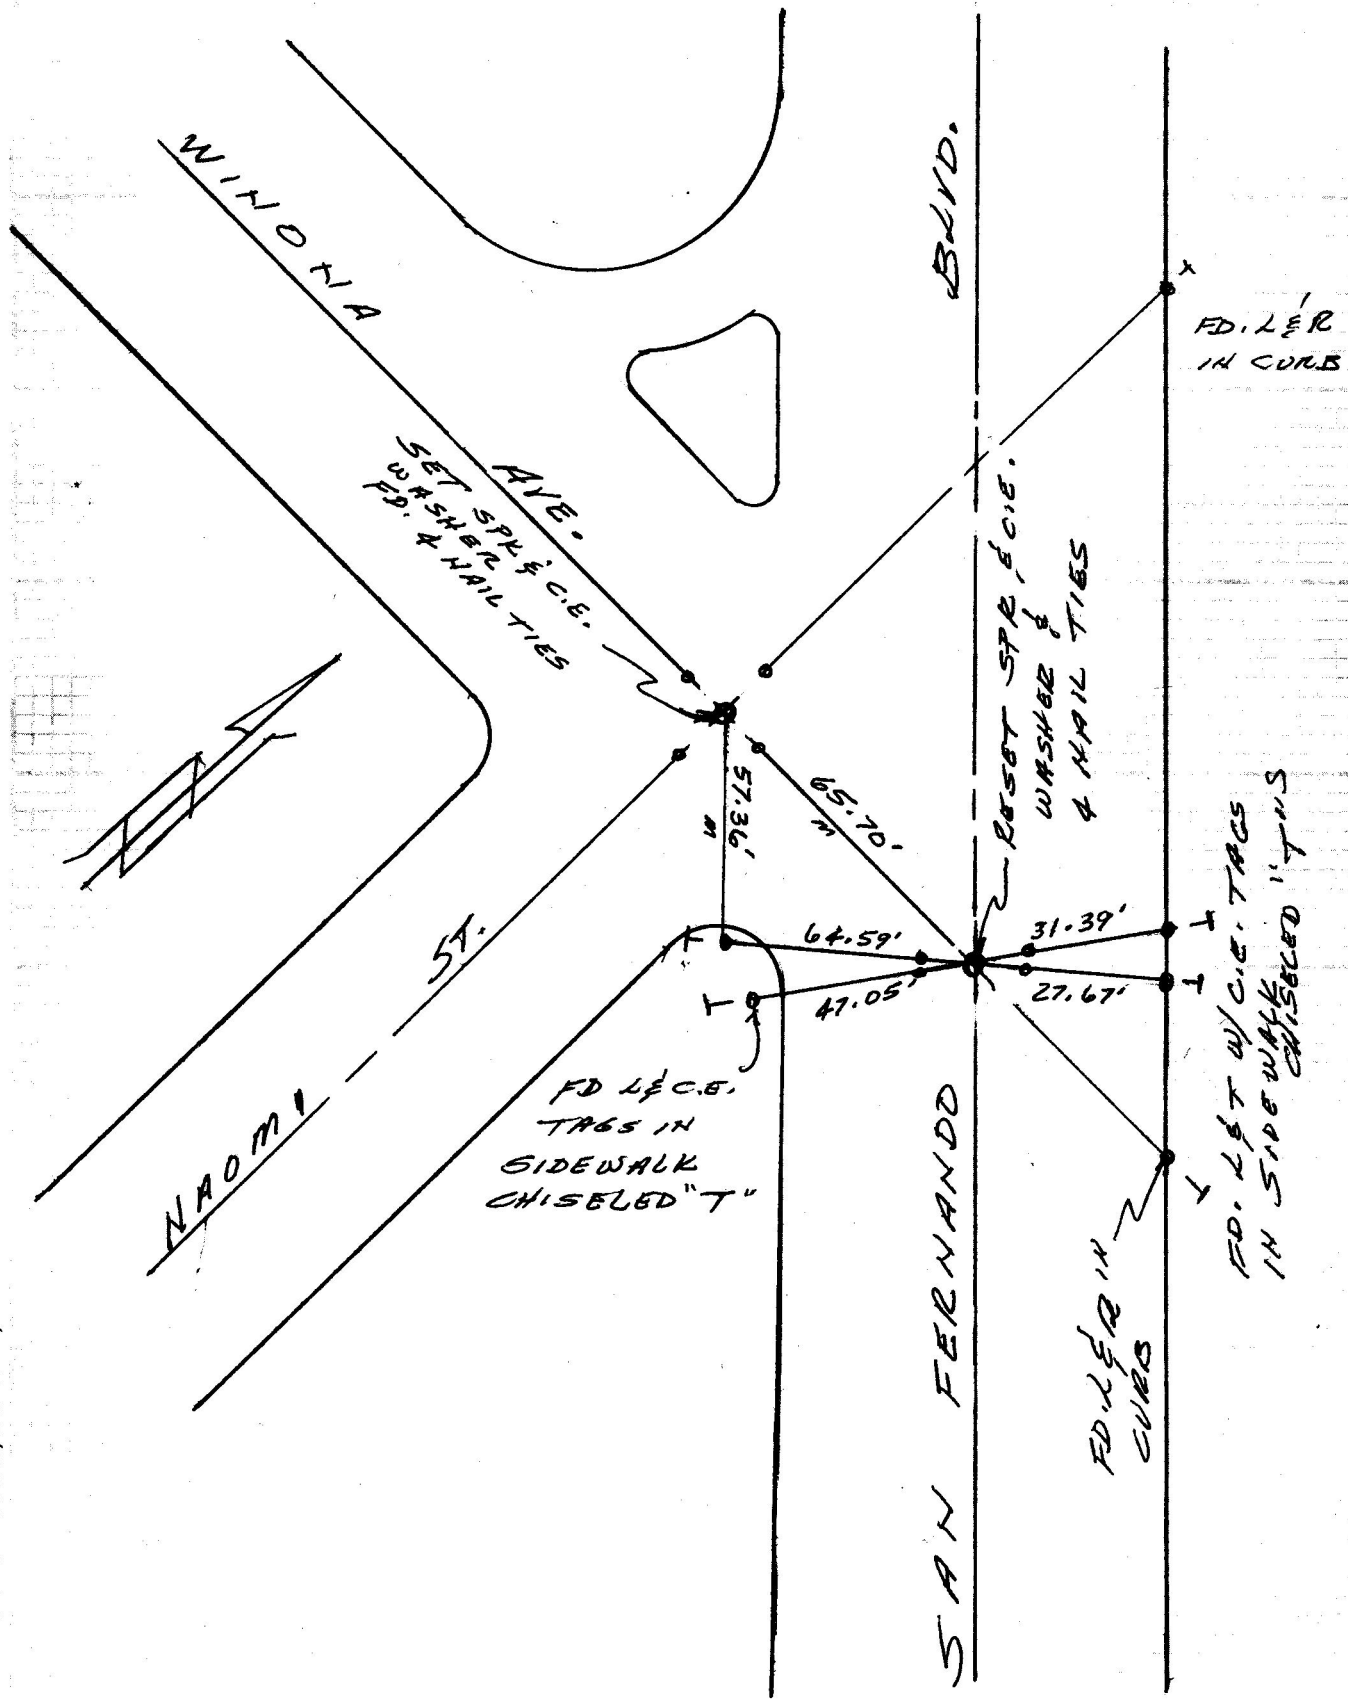 WINONA
AVE.
SET SPK & C.E.
WASHER &
FD. 4 NAIL TIES
BLVD.
FD. L & R
IN CURB
RESET SPK, & C.E.
WASHER &
4 NAIL TIES
57.36'
m
65.70'
m
64.59'
31.39'
47.05'
27.67'
T
T
T
T
T
NAOMI
ST.
FD L & C.E.
TAGS IN
SIDEWALK
CHISELED "T"
SAN FERNANDO
FD. L & R IN
CURB
FD. L & T W/ C.E. TAGS
IN SIDEWALK
CHISELED